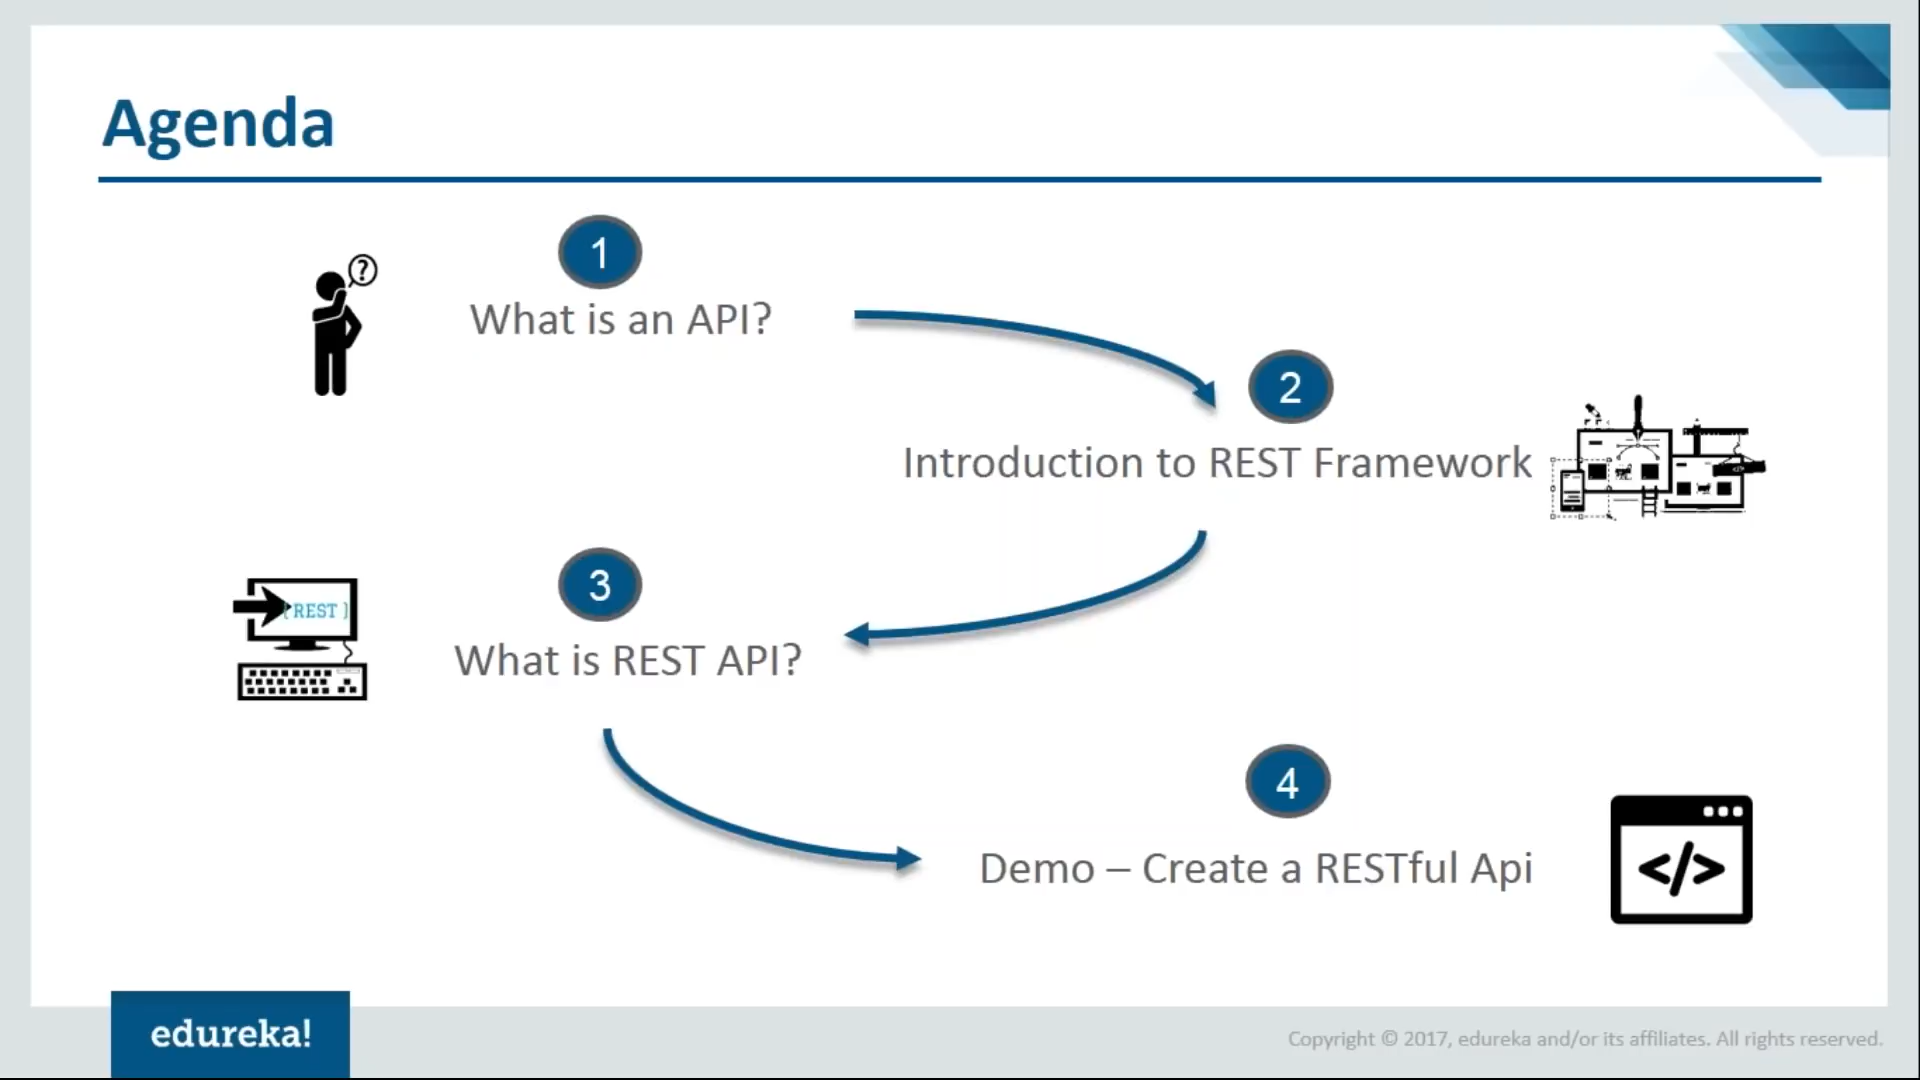 Agenda
1
?
What is an API?
2
Introduction to REST Framework
3
{REST}
What is REST API?
4
Demo – Create a RESTful Api
</>
edureka!
Copyright © 2017, edureka and/or its affiliates. All rights reserved.